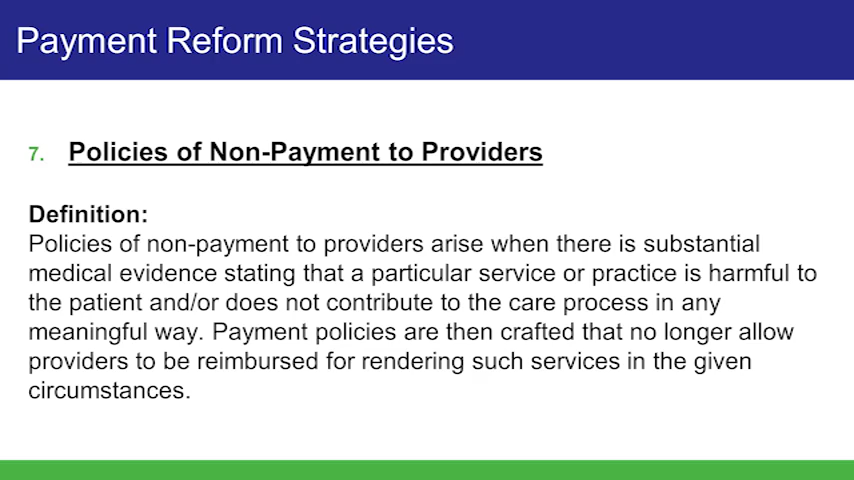 Payment Reform Strategies
7. Policies of Non-Payment to Providers
Definition:
Policies of non-payment to providers arise when there is substantial
medical evidence stating that a particular service or practice is harmful to
the patient and/or does not contribute to the care process in any
meaningful way. Payment policies are then crafted that no longer allow
providers to be reimbursed for rendering such services in the given
circumstances.